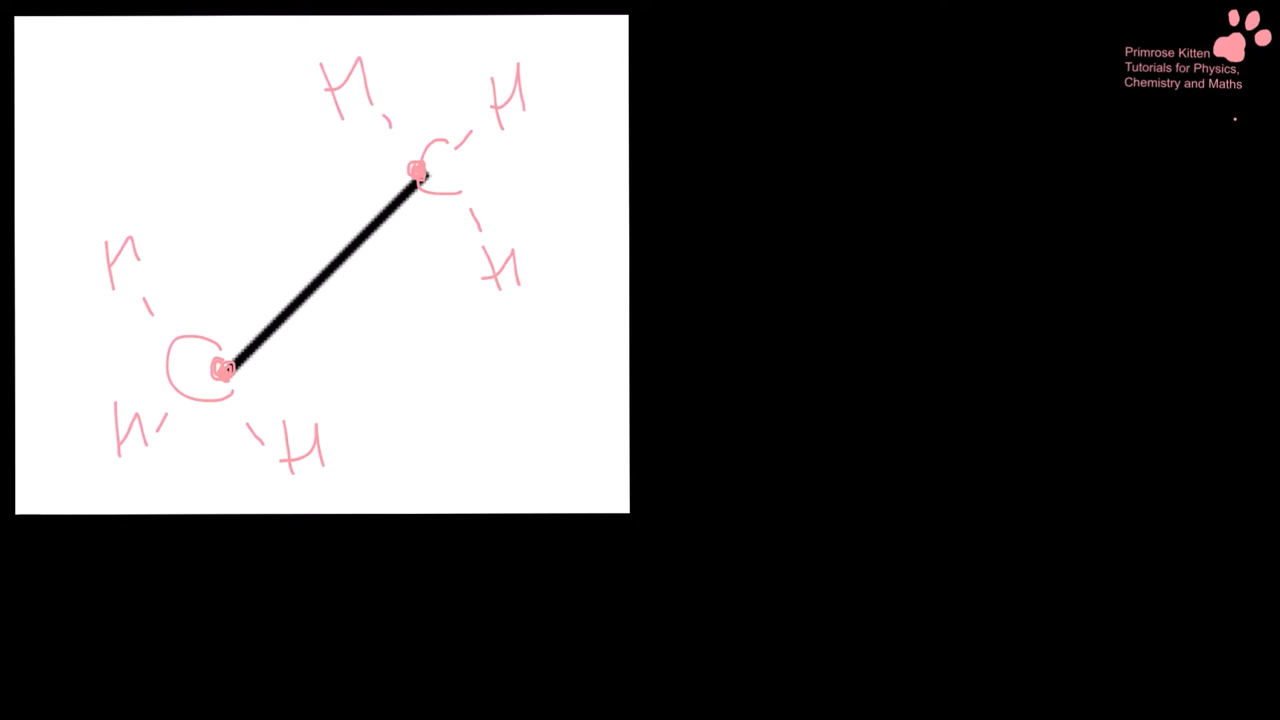 Primrose Kitten
Tutorials for Physics,
Chemistry and Maths
H H
C
H
H
C
H H